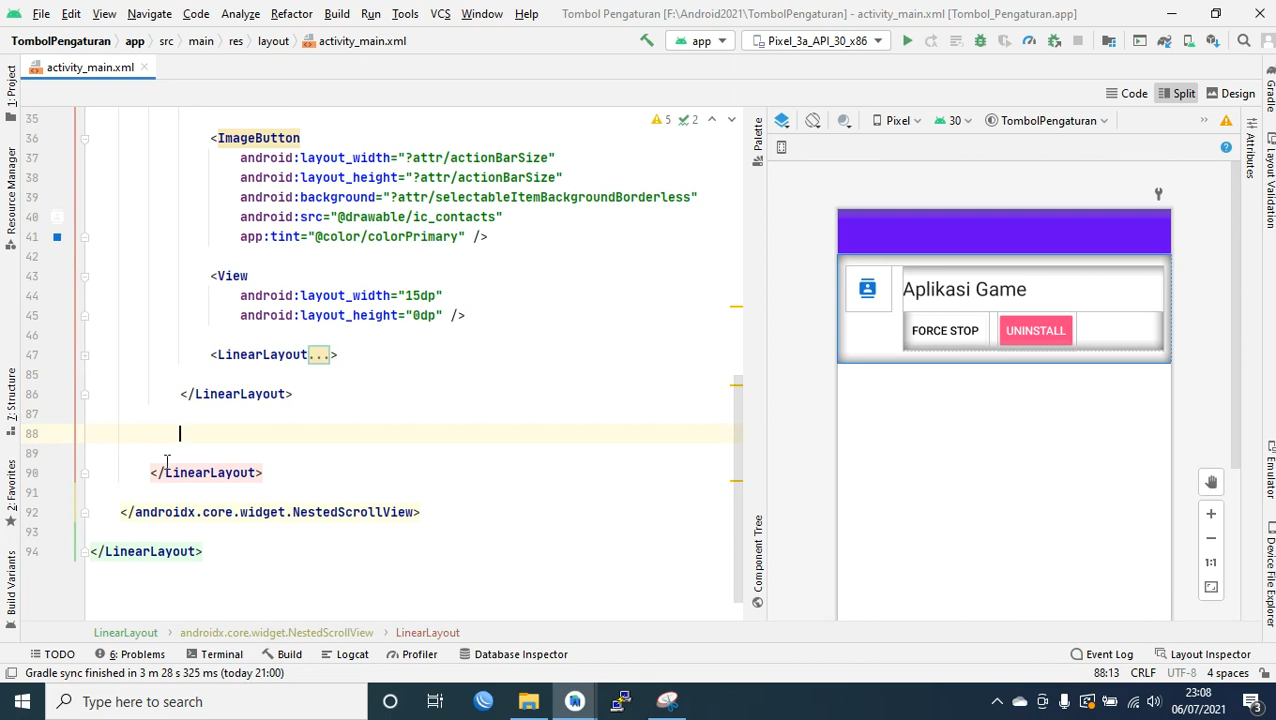 File Edit View Navigate Code Analyze Refactor Build Run Tools VCS Window Help Tombol Pengaturan [F:\Android2021\TombolPengaturan] - activity_main.xml [Tombol_Pengaturan.app]
TombolPengaturan app src main res layout activity_main.xml app Pixel_3a_API_30_x86
activity_main.xml
Code Split Design
35
36 <ImageButton
37 android:layout_width="?attr/actionBarSize"
38 android:layout_height="?attr/actionBarSize"
39 android:background="?attr/selectableItemBackgroundBorderless"
40 android:src="@drawable/ic_contacts"
41 app:tint="@color/colorPrimary" />
42
43 <View
44 android:layout_width="15dp"
45 android:layout_height="0dp" />
46
47 <LinearLayout...>
85
86 </LinearLayout>
87
88
89
90 </LinearLayout>
91
92 </androidx.core.widget.NestedScrollView>
93
94 </LinearLayout>
5 2
1: Project
Resource Manager
7: Structure
2: Favorites
Build Variants
Palette
Component Tree
Pixel 30 TombolPengaturan
Aplikasi Game
FORCE STOP UNINSTALL
1:1
Gradle
Attributes
Layout Validation
Emulator
Device File Explorer
LinearLayout androidx.core.widget.NestedScrollView LinearLayout
TODO 6: Problems Terminal Build Logcat Profiler Database Inspector Event Log Layout Inspector
Gradle sync finished in 3 m 28 s 325 ms (today 21:00) 88:13 CRLF UTF-8 4 spaces
Type here to search
23:08
06/07/2021
3